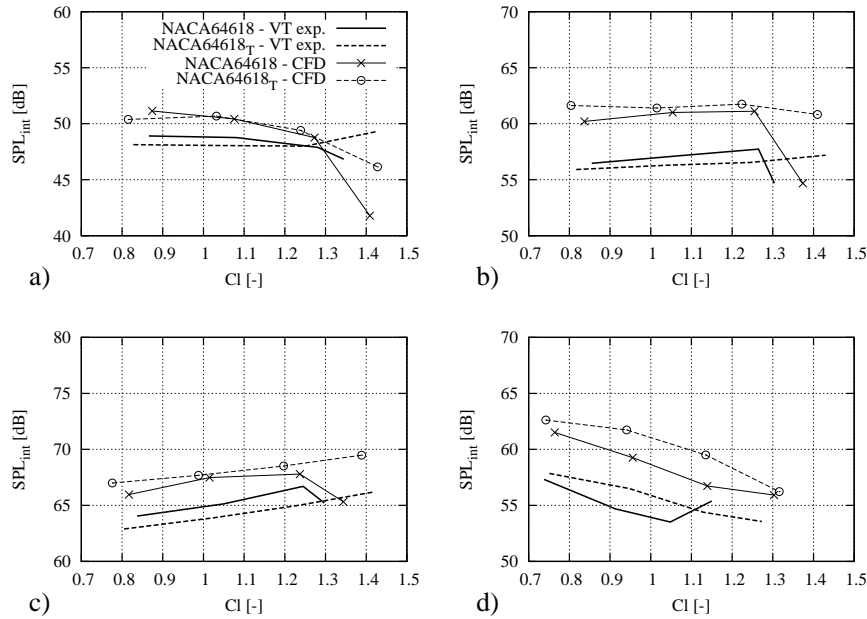 60
55
50
45
40
SPL_int [dB]
NACA64618 - VT exp.
NACA64618_T - VT exp.
NACA64618 - CFD
NACA64618_T - CFD
0.7 0.8 0.9 1 1.1 1.2 1.3 1.4 1.5
a)
Cl [-]
70
65
60
55
50
SPL_int [dB]
0.7 0.8 0.9 1 1.1 1.2 1.3 1.4 1.5
b)
Cl [-]
80
75
70
65
60
SPL_int [dB]
0.7 0.8 0.9 1 1.1 1.2 1.3 1.4 1.5
c)
Cl [-]
70
65
60
55
50
SPL_int [dB]
0.7 0.8 0.9 1 1.1 1.2 1.3 1.4 1.5
d)
Cl [-]